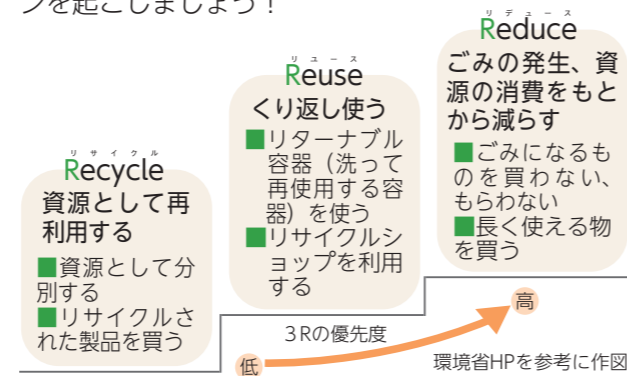 ンを起こしましょう！
リサイクル
Recycle
資源として再
利用する
■資源として分
別する
■リサイクルさ
れた製品を買う
リユース
Reuse
くり返し使う
■リターナブル
容器（洗って
再使用する容
器）を使う
■リサイクルシ
ョップを利用
する
リデュース
Reduce
ごみの発生、資
源の消費をもと
から減らす
■ごみになるも
のを買わない、
もらわない
■長く使える物
を買う
低
3Rの優先度
高
環境省HPを参考に作図